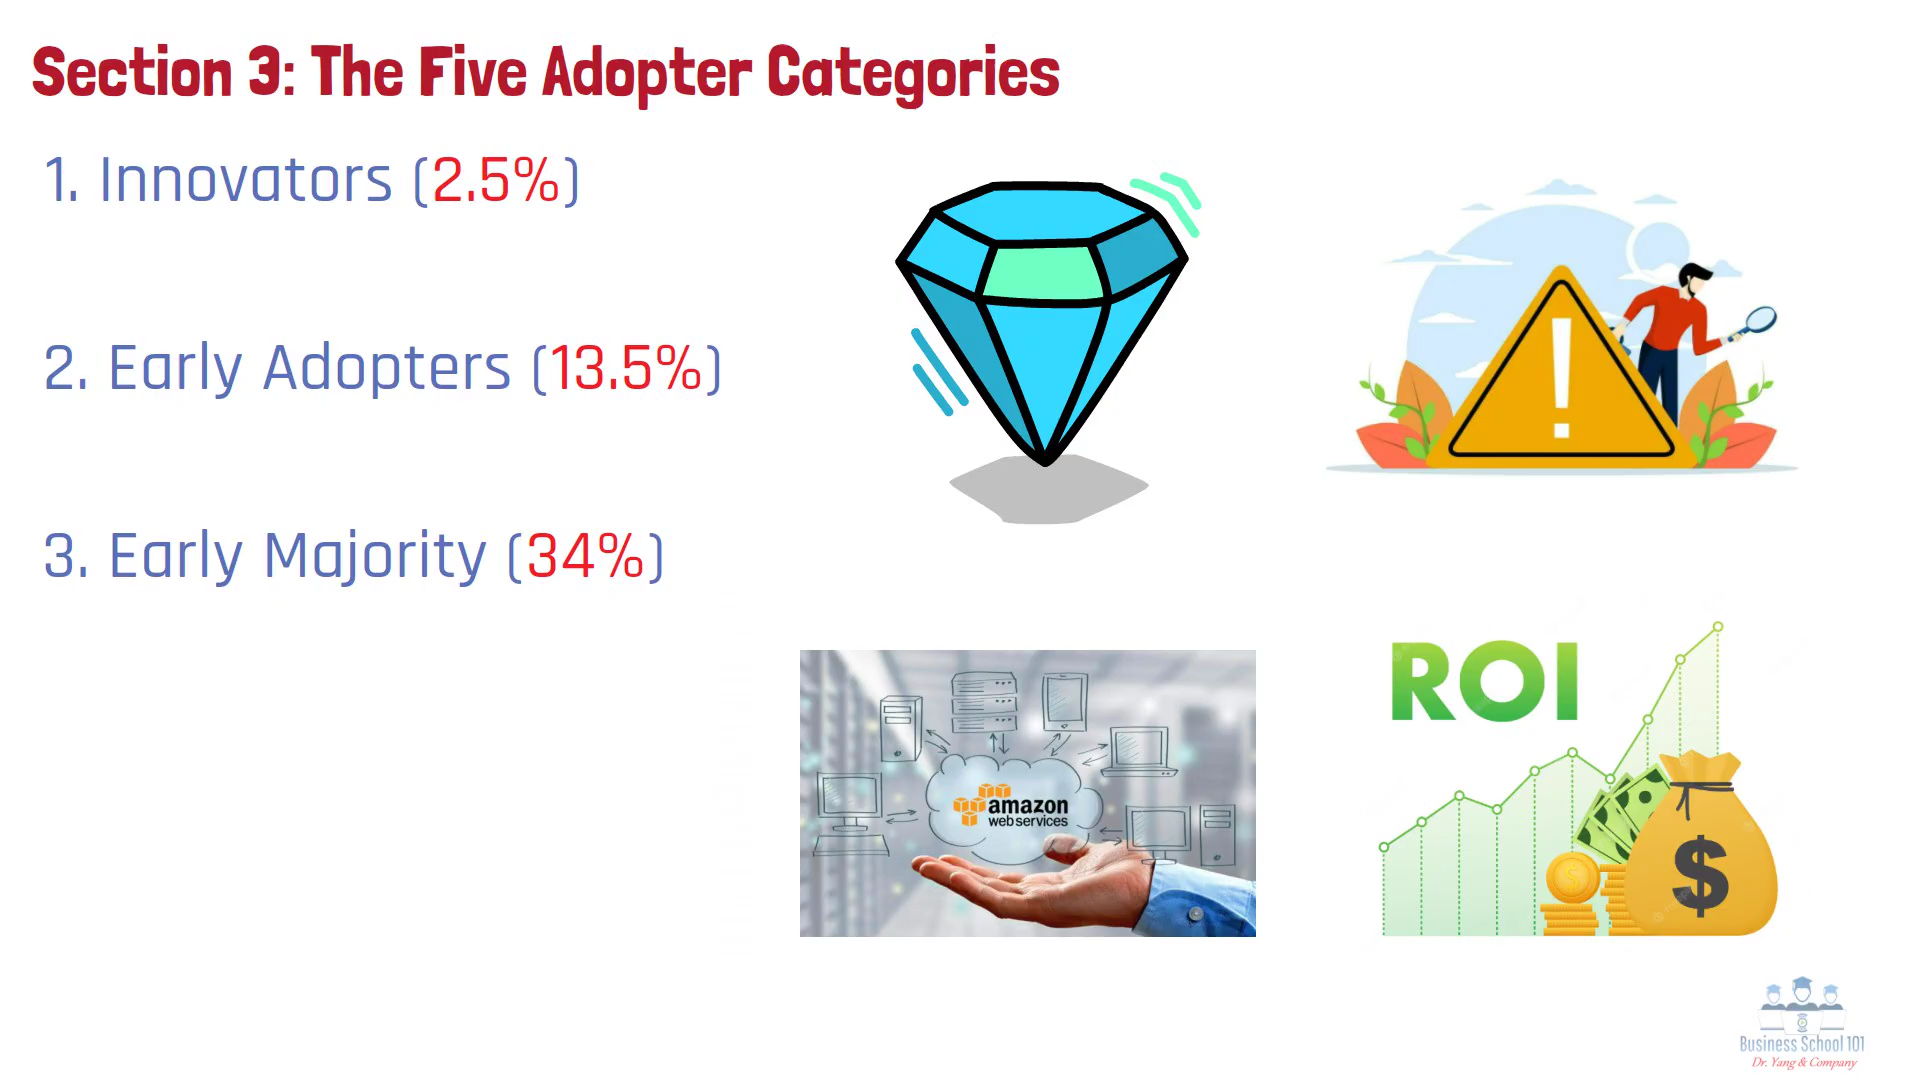 Section 3: The Five Adopter Categories
1. Innovators (2.5%)
2. Early Adopters (13.5%)
3. Early Majority (34%)
!
amazon
webservices
ROI
$
$
Business School 101
Dr. Yang & Company